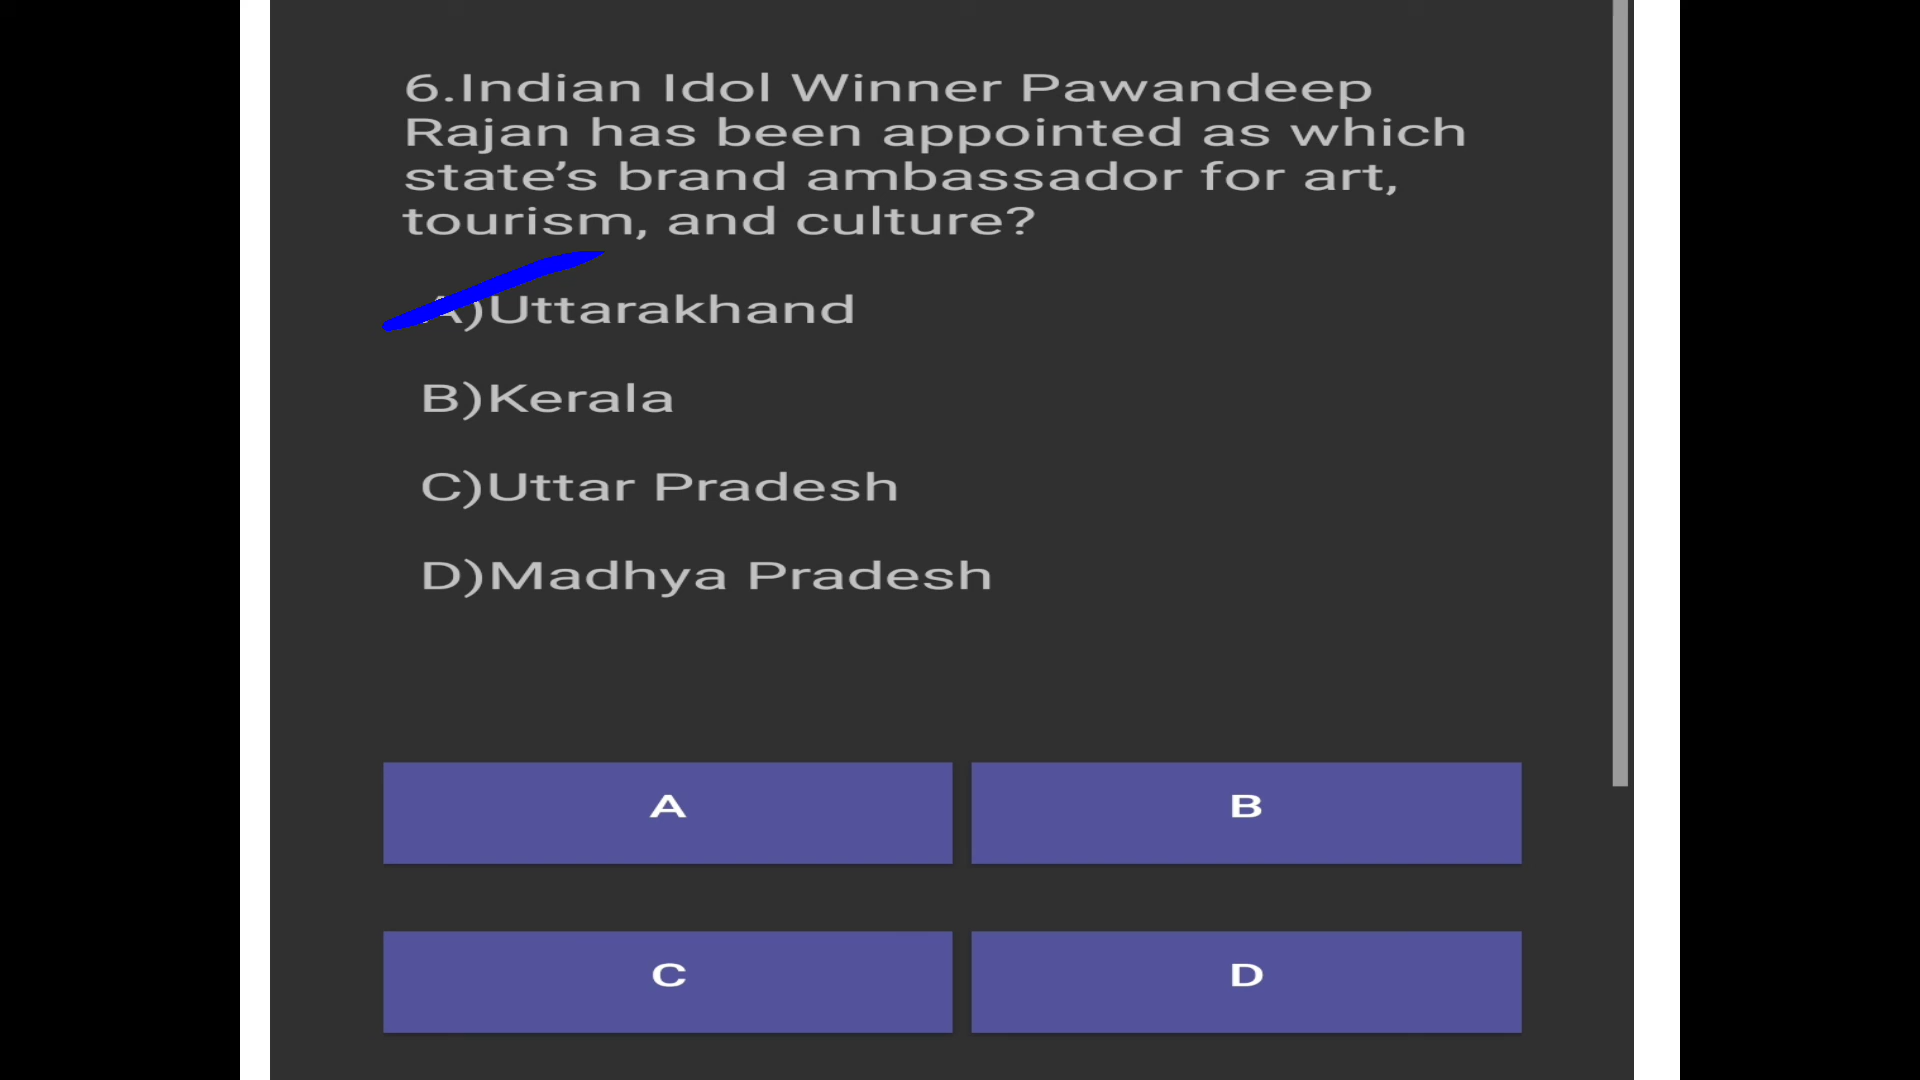 6.Indian Idol Winner Pawandeep
Rajan has been appointed as which
state’s brand ambassador for art,
tourism, and culture?
A)Uttarakhand
B)Kerala
C)Uttar Pradesh
D)Madhya Pradesh
A
B
C
D